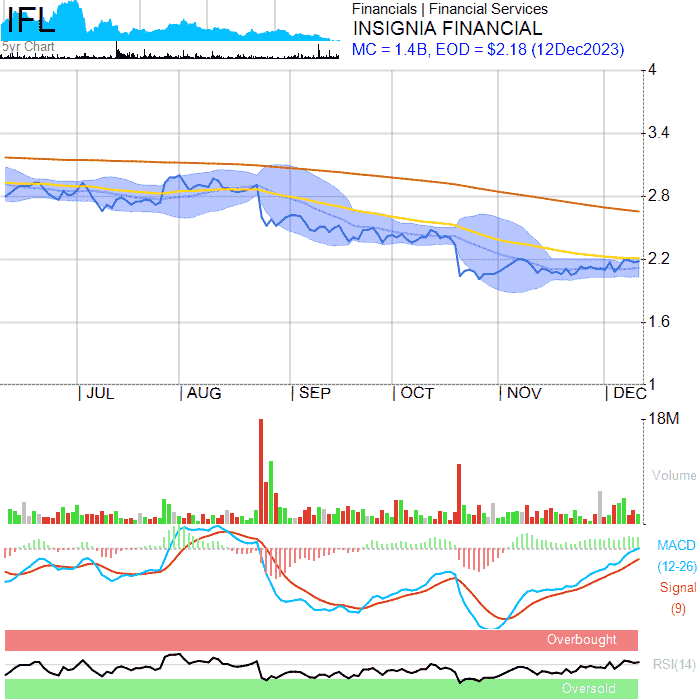 IFL
5yr Chart
Financials | Financial Services
INSIGNIA FINANCIAL
MC = 1.4B, EOD = $2.18 (12Dec2023)
4
3.4
2.8
2.2
1.6
1
| JUL | AUG | SEP | OCT | NOV | DEC
18M
Volume
MACD
(12-26)
Signal
(9)
Overbought
RSI(14)
Oversold